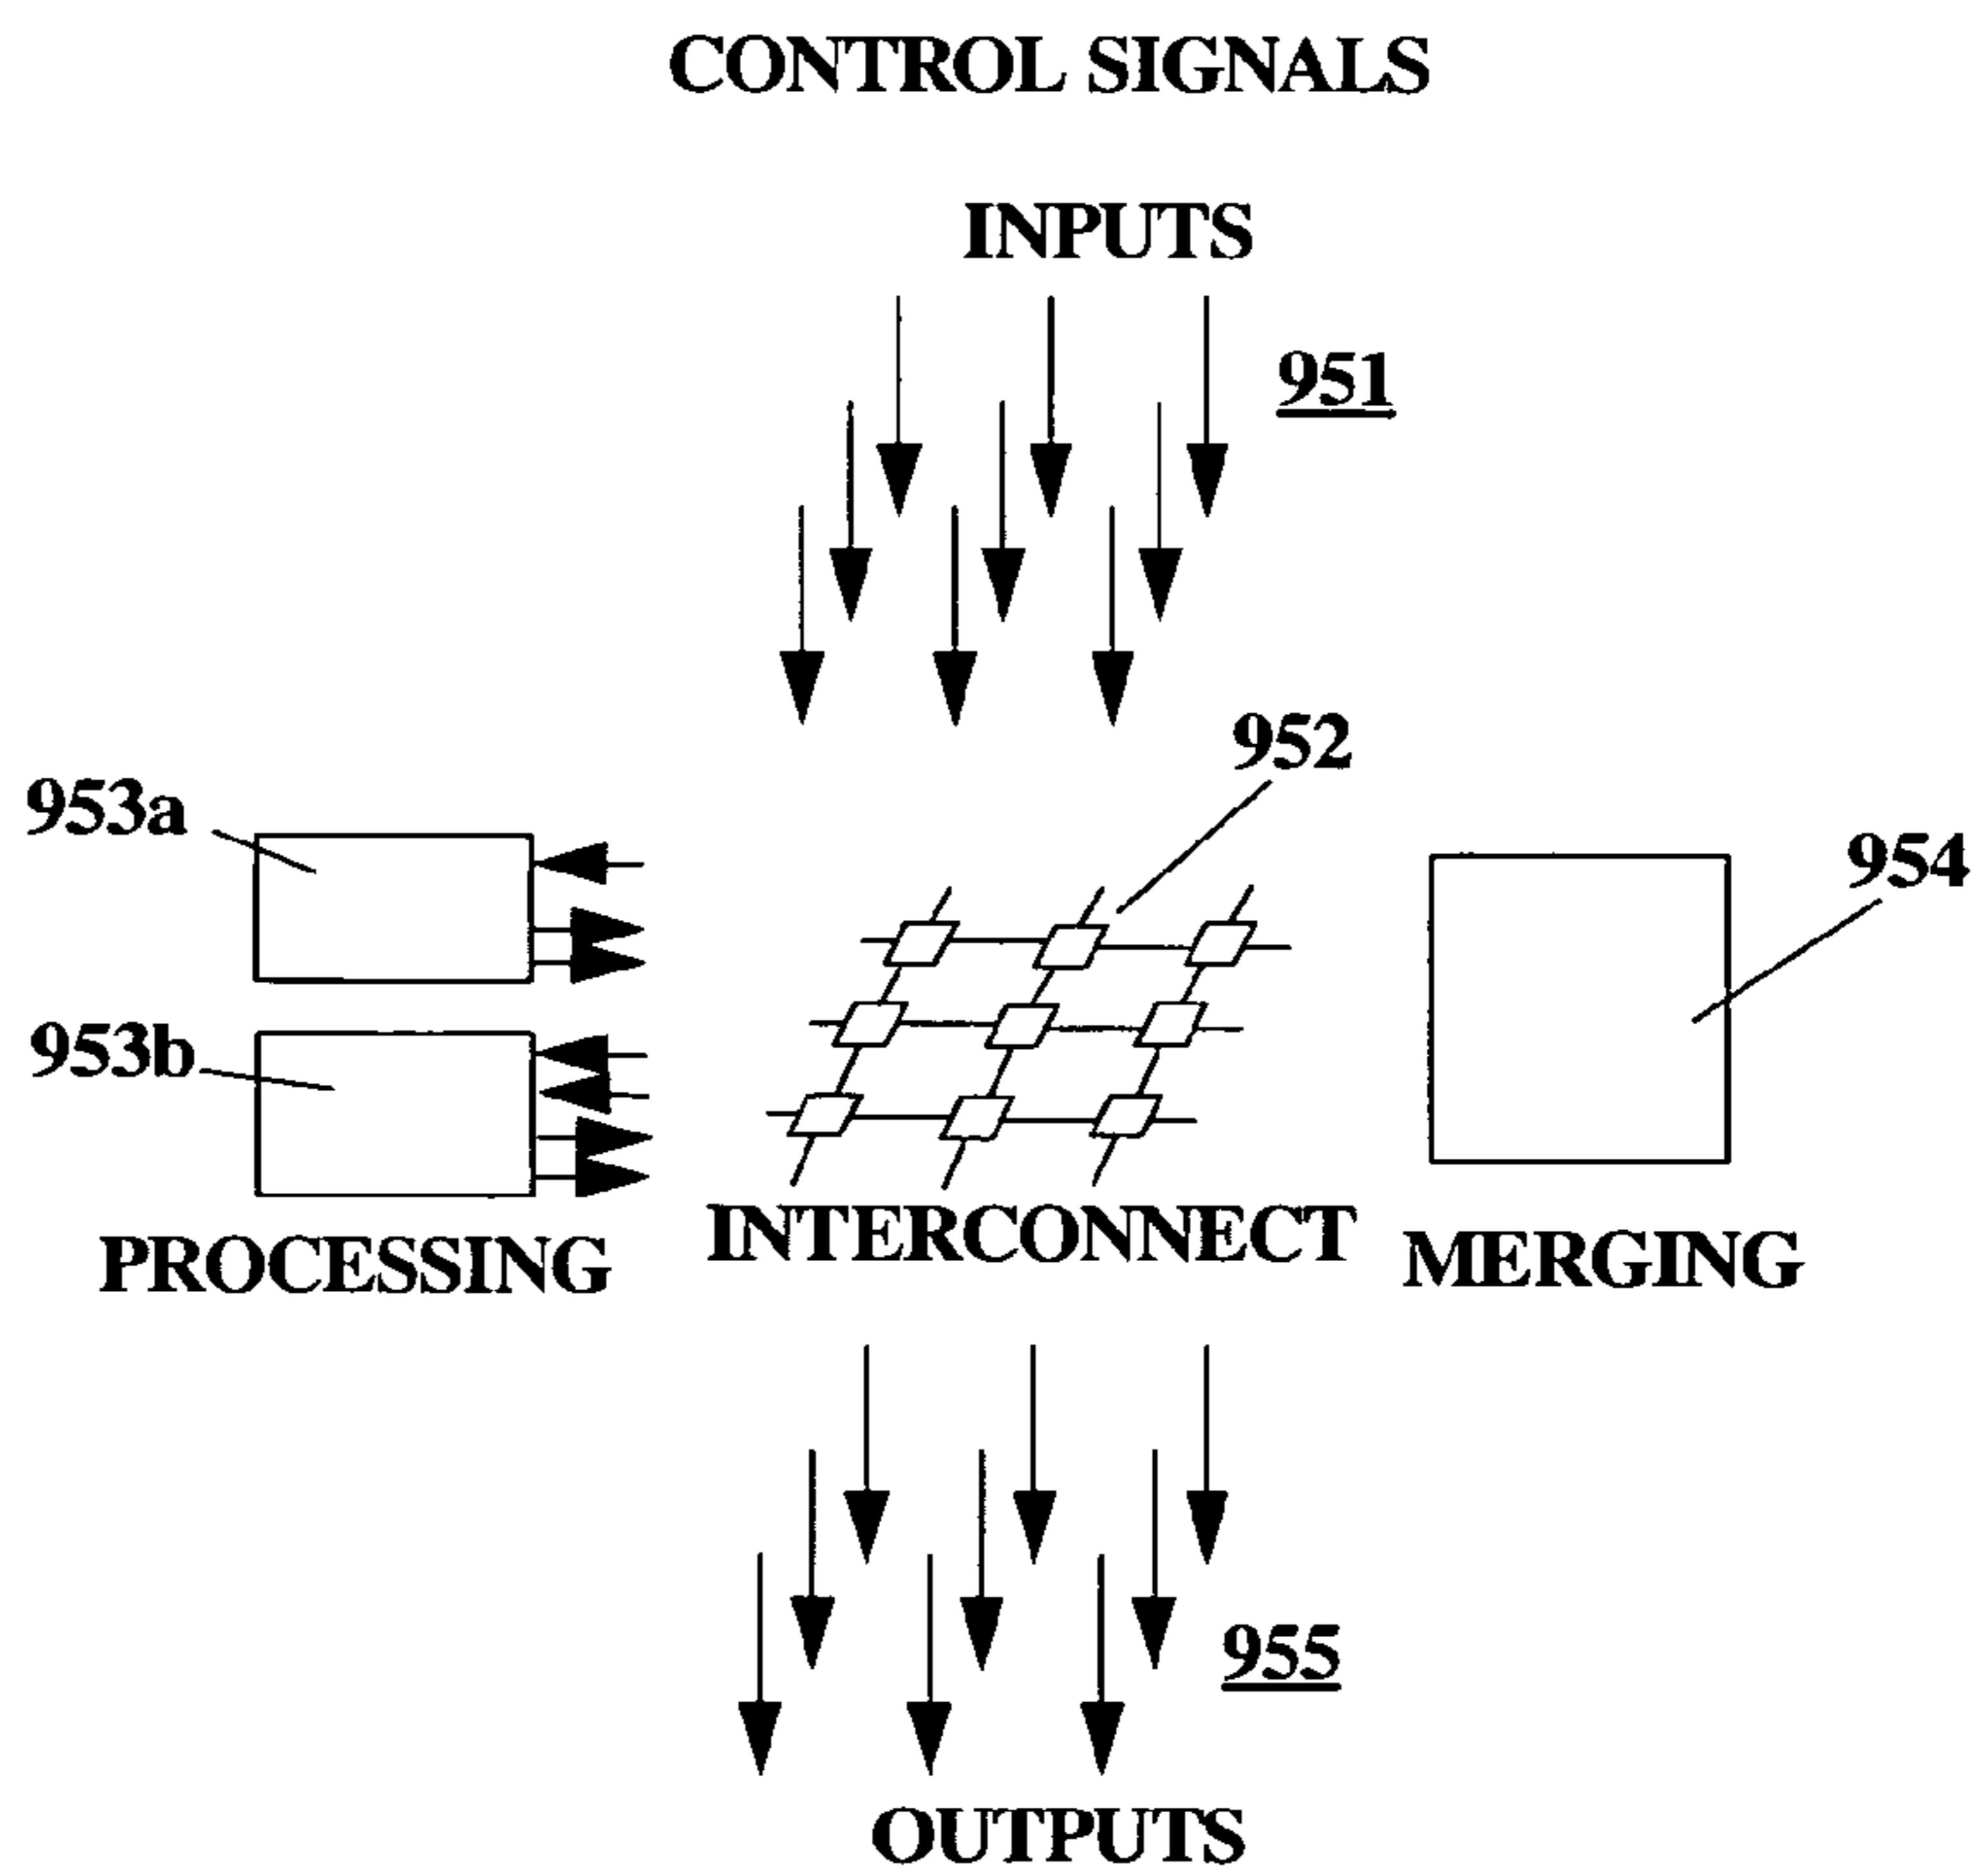 CONTROL SIGNALS
INPUTS
951
952
953a
954
953b
INTERCONNECT
PROCESSING
MERGING
955
OUTPUTS